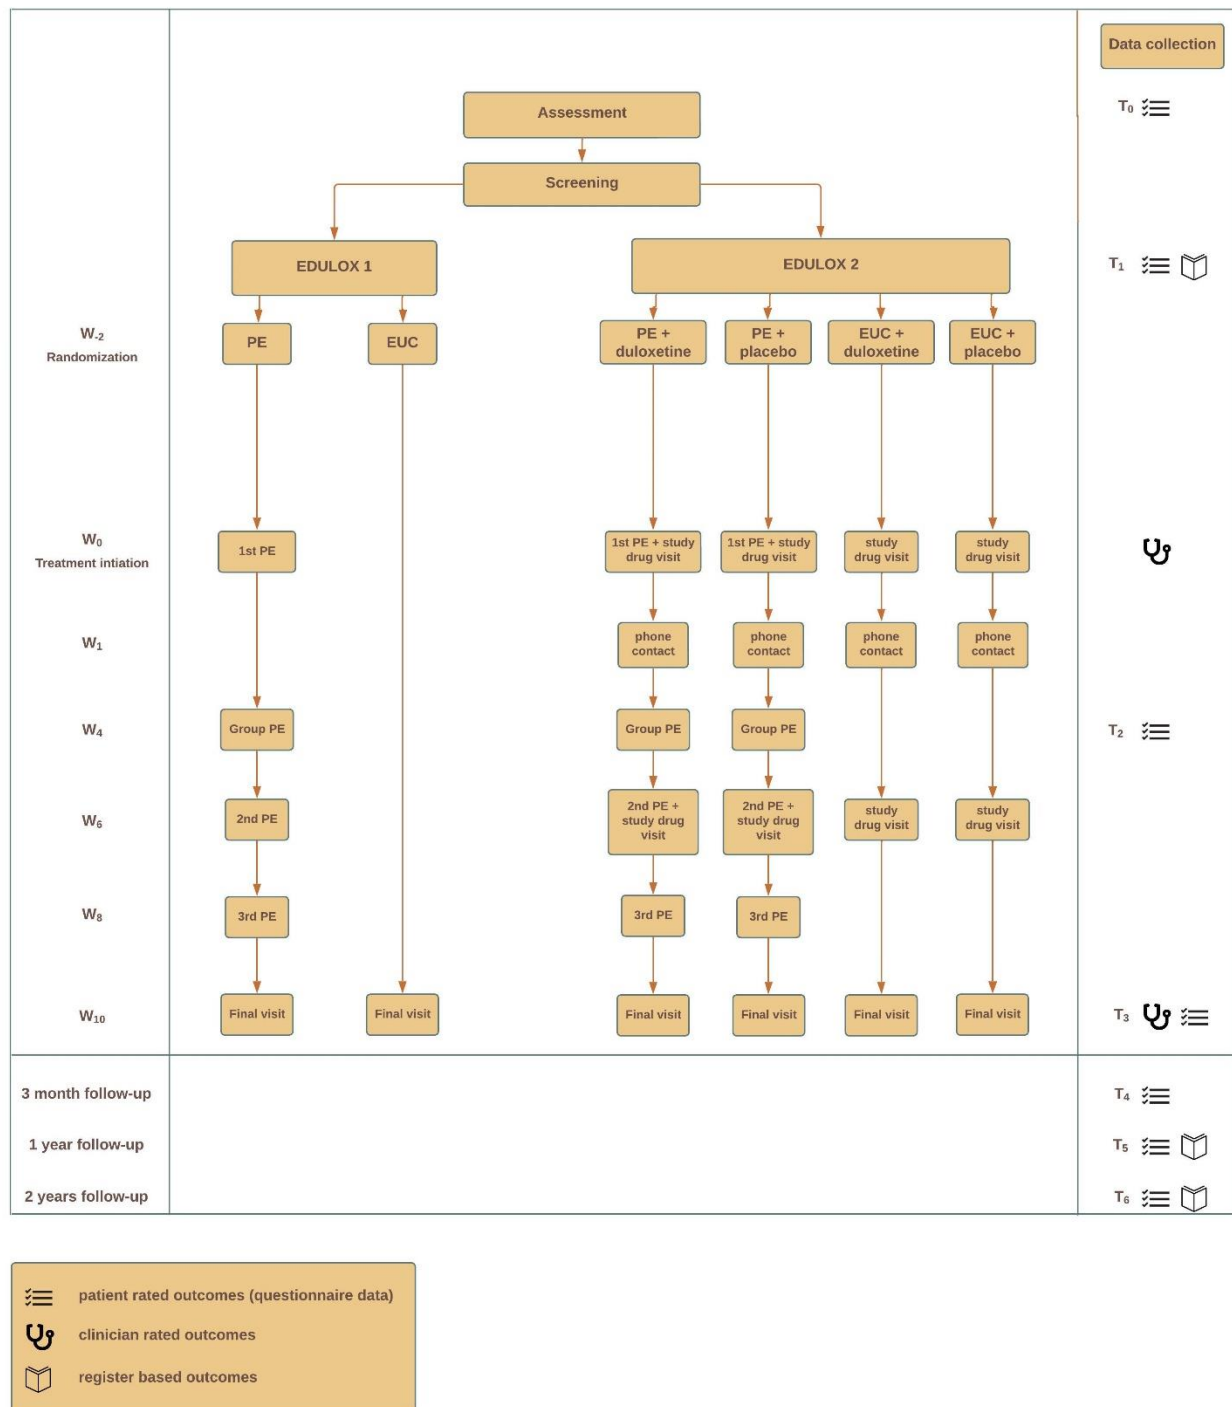 Data collection
Assessment
T0
Screening
EDULOX 1
EDULOX 2
T1
W-2
Randomization
PE
EUC
PE +
duloxetine
PE +
placebo
EUC +
duloxetine
EUC +
placebo
W0
Treatment intiation
1st PE
1st PE + study
drug visit
1st PE + study
drug visit
study
drug visit
study
drug visit
W1
phone
contact
phone
contact
phone
contact
phone
contact
W4
Group PE
Group PE
Group PE
T2
W6
2nd PE
2nd PE +
study drug
visit
2nd PE +
study drug
visit
study
drug visit
study
drug visit
W8
3rd PE
3rd PE
3rd PE
W10
Final visit
Final visit
Final visit
Final visit
Final visit
Final visit
T3
3 month follow-up
T4
1 year follow-up
T5
2 years follow-up
T6
patient rated outcomes (questionnaire data)
clinician rated outcomes
register based outcomes